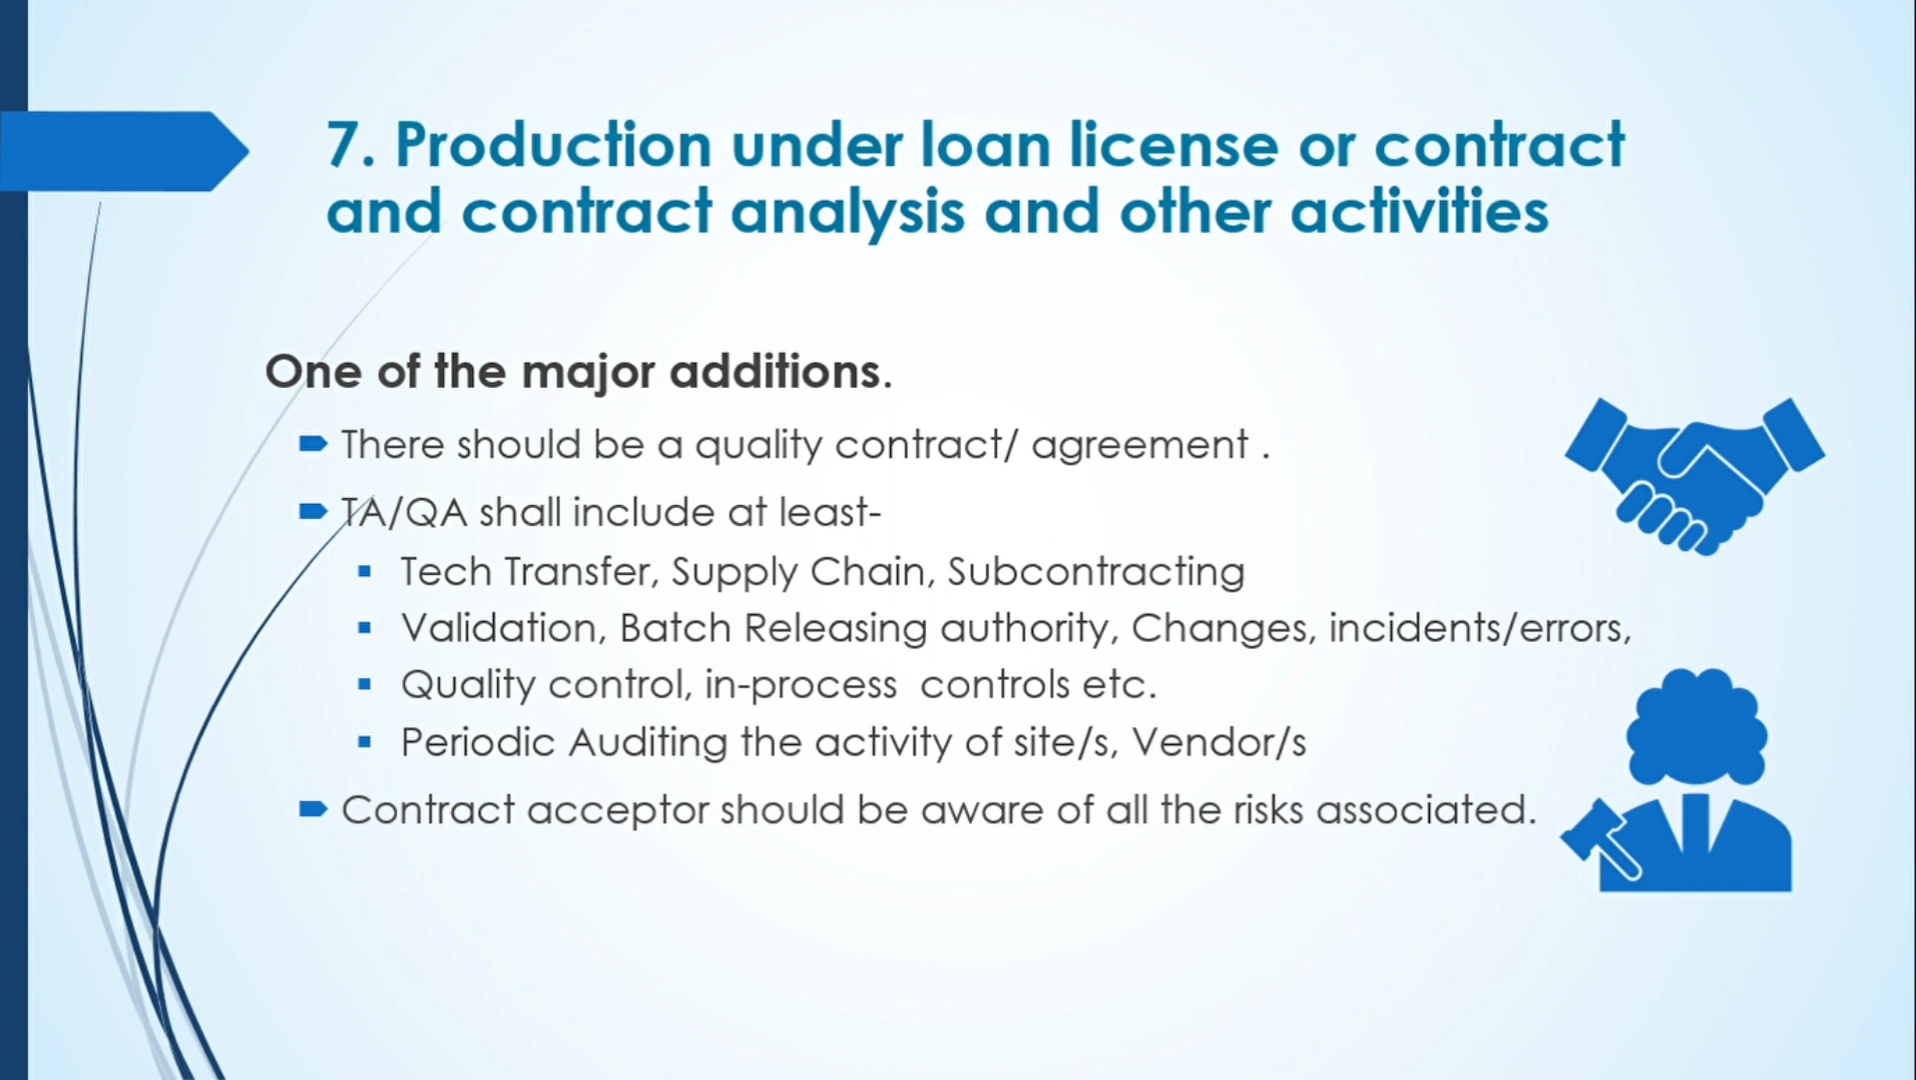 7. Production under loan license or contract
and contract analysis and other activities
One of the major additions.
There should be a quality contract/ agreement .
TA/QA shall include at least-
Tech Transfer, Supply Chain, Subcontracting
Validation, Batch Releasing authority, Changes, incidents/errors,
Quality control, in-process  controls etc.
Periodic Auditing the activity of site/s, Vendor/s
Contract acceptor should be aware of all the risks associated.